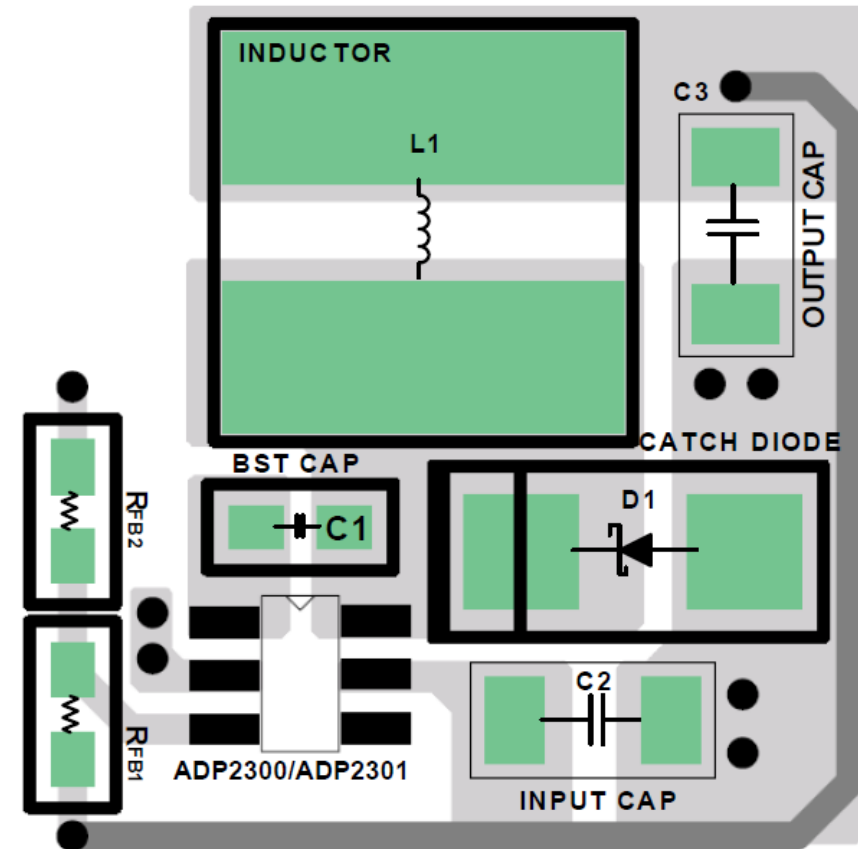 INDUCTOR
L1
C3
OUTPUT CAP
CATCH DIODE
BST CAP
C1
D1
RFB2
C2
RFB1
ADP2300/ADP2301
INPUT CAP